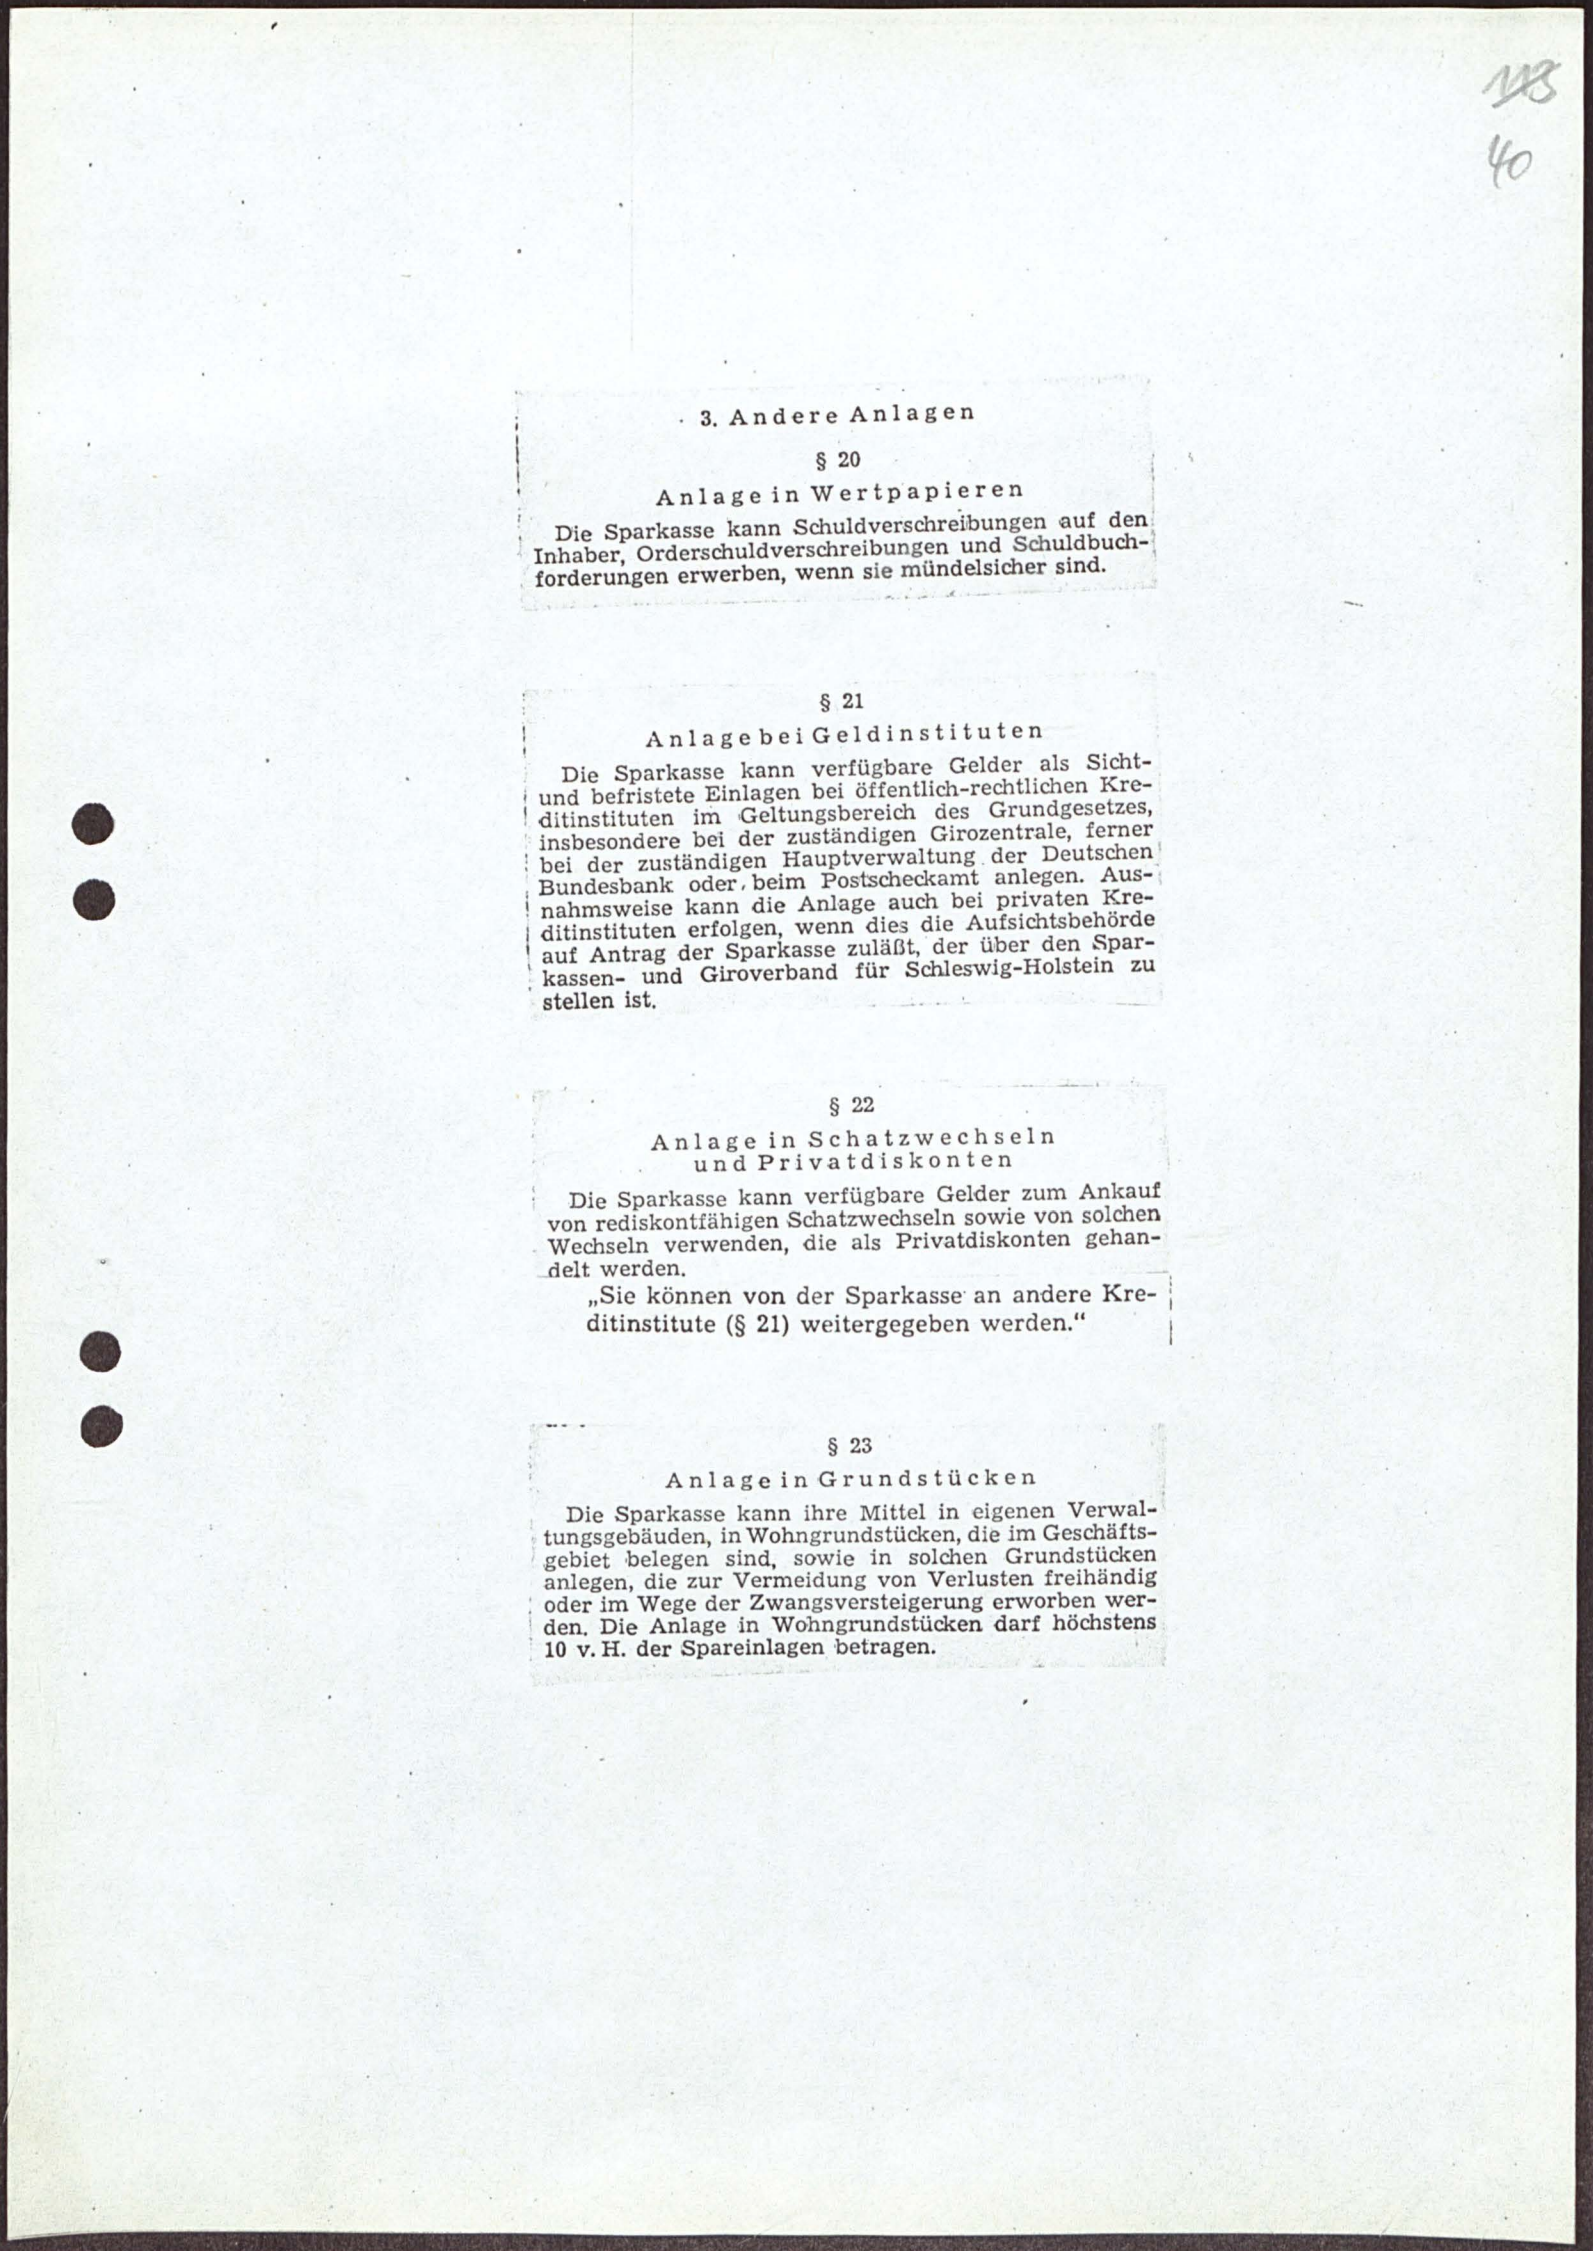 113
40
3. Andere Anlagen
§ 20
Anlage in Wertpapieren
Die Sparkasse kann Schuldverschreibungen auf den
Inhaber, Orderschuldverschreibungen und Schuldbuch-
forderungen erwerben, wenn sie mündelsicher sind.
§ 21
Anlage bei Geldinstituten
Die Sparkasse kann verfügbare Gelder als Sicht-
und befristete Einlagen bei öffentlich-rechtlichen Kre-
ditinstituten im Geltungsbereich des Grundgesetzes,
insbesondere bei der zuständigen Girozentrale, ferner
bei der zuständigen Hauptverwaltung der Deutschen
Bundesbank oder beim Postscheckamt anlegen. Aus-
nahmsweise kann die Anlage auch bei privaten Kre-
ditinstituten erfolgen, wenn dies die Aufsichtsbehörde
auf Antrag der Sparkasse zuläßt, der über den Spar-
kassen- und Giroverband für Schleswig-Holstein zu
stellen ist.
§ 22
Anlage in Schatzwechseln
und Privatdiskonten
Die Sparkasse kann verfügbare Gelder zum Ankauf
von rediskontfähigen Schatzwechseln sowie von solchen
Wechseln verwenden, die als Privatdiskonten gehan-
delt werden.
„Sie können von der Sparkasse an andere Kre-
ditinstitute (§ 21) weitergegeben werden.“
§ 23
Anlage in Grundstücken
Die Sparkasse kann ihre Mittel in eigenen Verwal-
tungsgebäuden, in Wohngrundstücken, die im Geschäfts-
gebiet belegen sind, sowie in solchen Grundstücken
anlegen, die zur Vermeidung von Verlusten freihändig
oder im Wege der Zwangsversteigerung erworben wer-
den. Die Anlage in Wohngrundstücken darf höchstens
10 v. H. der Spareinlagen betragen.